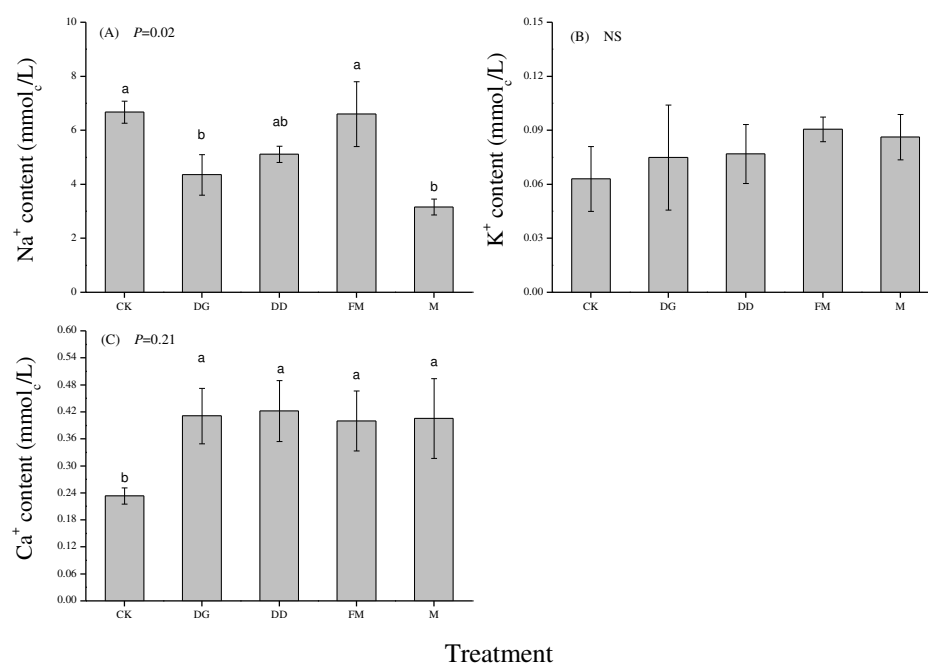 (A) P=0.02
Na⁺ content (mmol_c/L)
10
8
6
4
2
0
a
b
ab
a
b
CK DG DD FM M
(B) NS
K⁺ content (mmol_c/L)
0.15
0.12
0.09
0.06
0.03
0.00
CK DG DD FM M
(C) P=0.21
Ca⁺ content (mmol_c/L)
0.60
0.54
0.48
0.42
0.36
0.30
0.24
0.18
0.12
0.06
0.00
b
a
a
a
a
CK DG DD FM M
Treatment